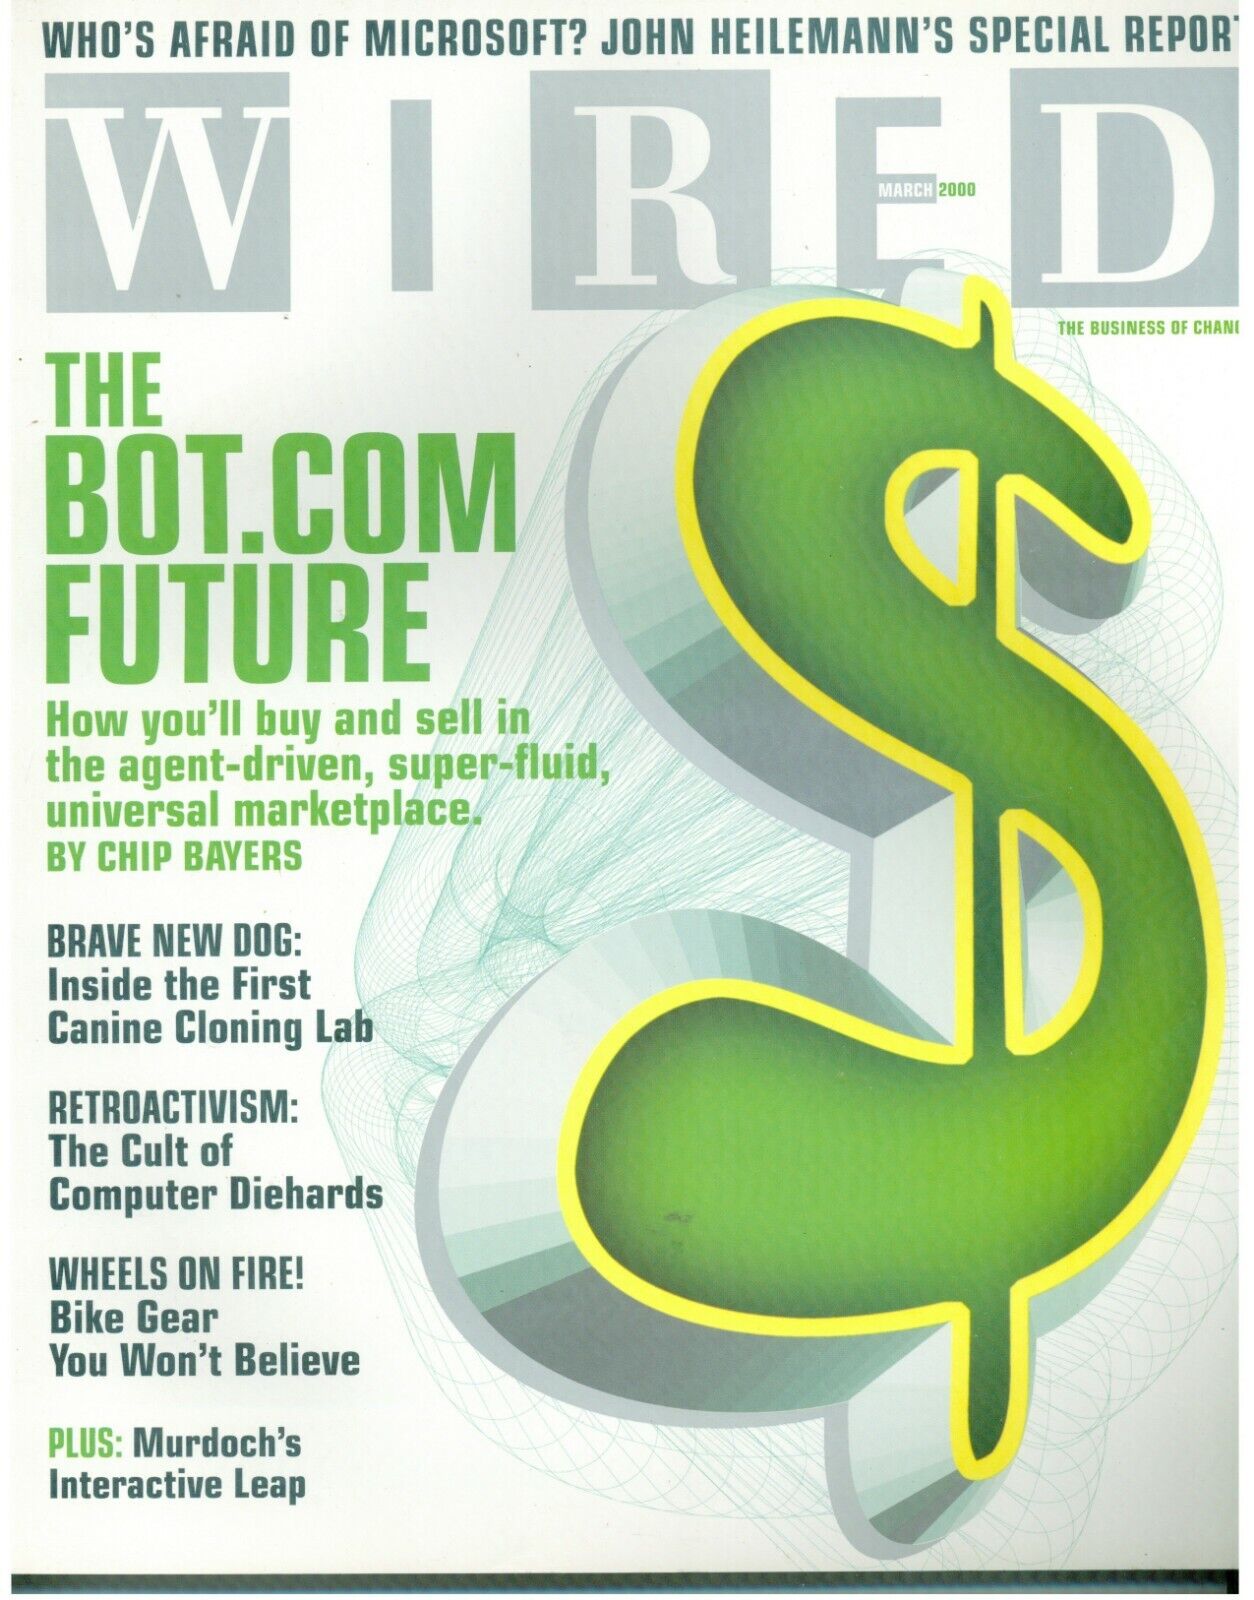 WHO'S AFRAID OF MICROSOFT? JOHN HEILEMANN'S SPECIAL REPORT
WIRED
MARCH 2000
THE BUSINESS OF CHANG
THE
BOT.COM
FUTURE
How you'll buy and sell in
the agent-driven, super-fluid,
universal marketplace.
BY CHIP BAYERS
BRAVE NEW DOG:
Inside the First
Canine Cloning Lab
RETROACTIVISM:
The Cult of
Computer Diehards
WHEELS ON FIRE!
Bike Gear
You Won't Believe
PLUS: Murdoch's
Interactive Leap